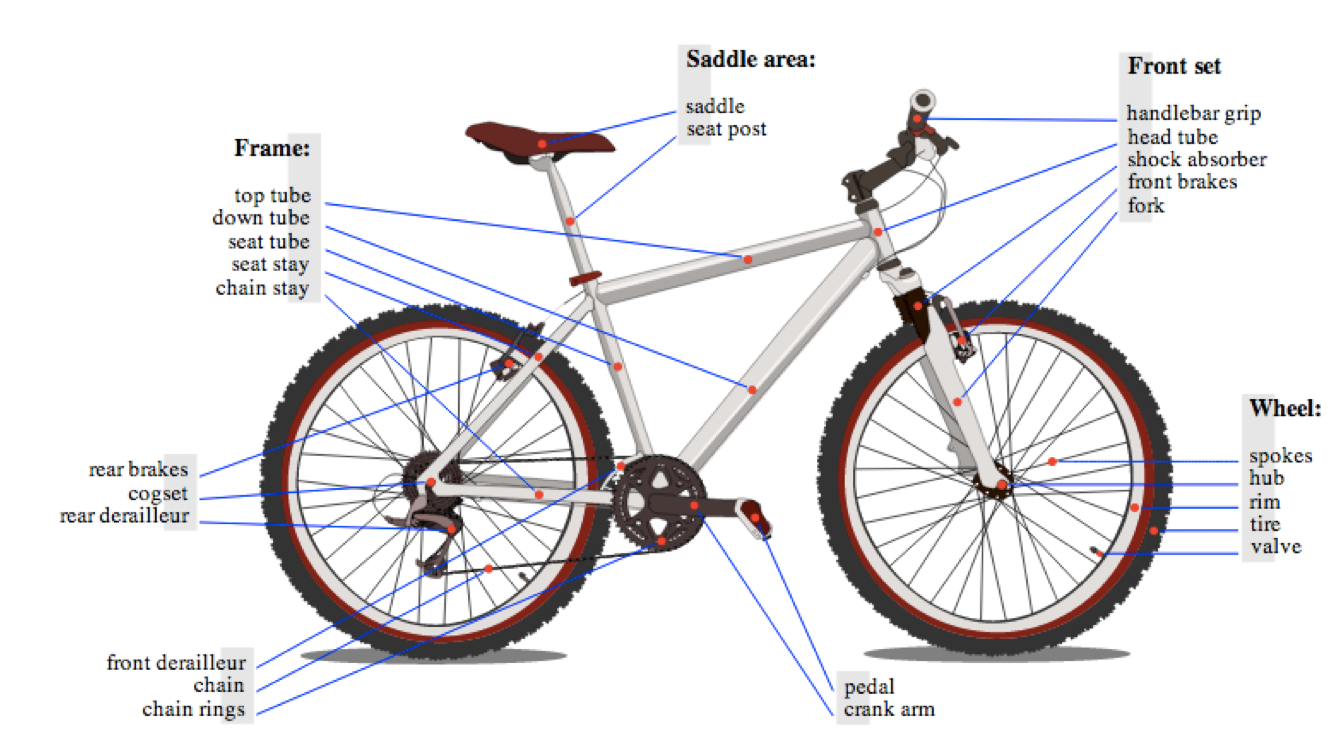 Saddle area:
saddle
seat post
Front set
handlebar grip
head tube
shock absorber
front brakes
fork
Frame:
top tube
down tube
seat tube
seat stay
chain stay
Wheel:
spokes
hub
rim
tire
valve
rear brakes
cogset
rear derailleur
front derailleur
chain
chain rings
pedal
crank arm